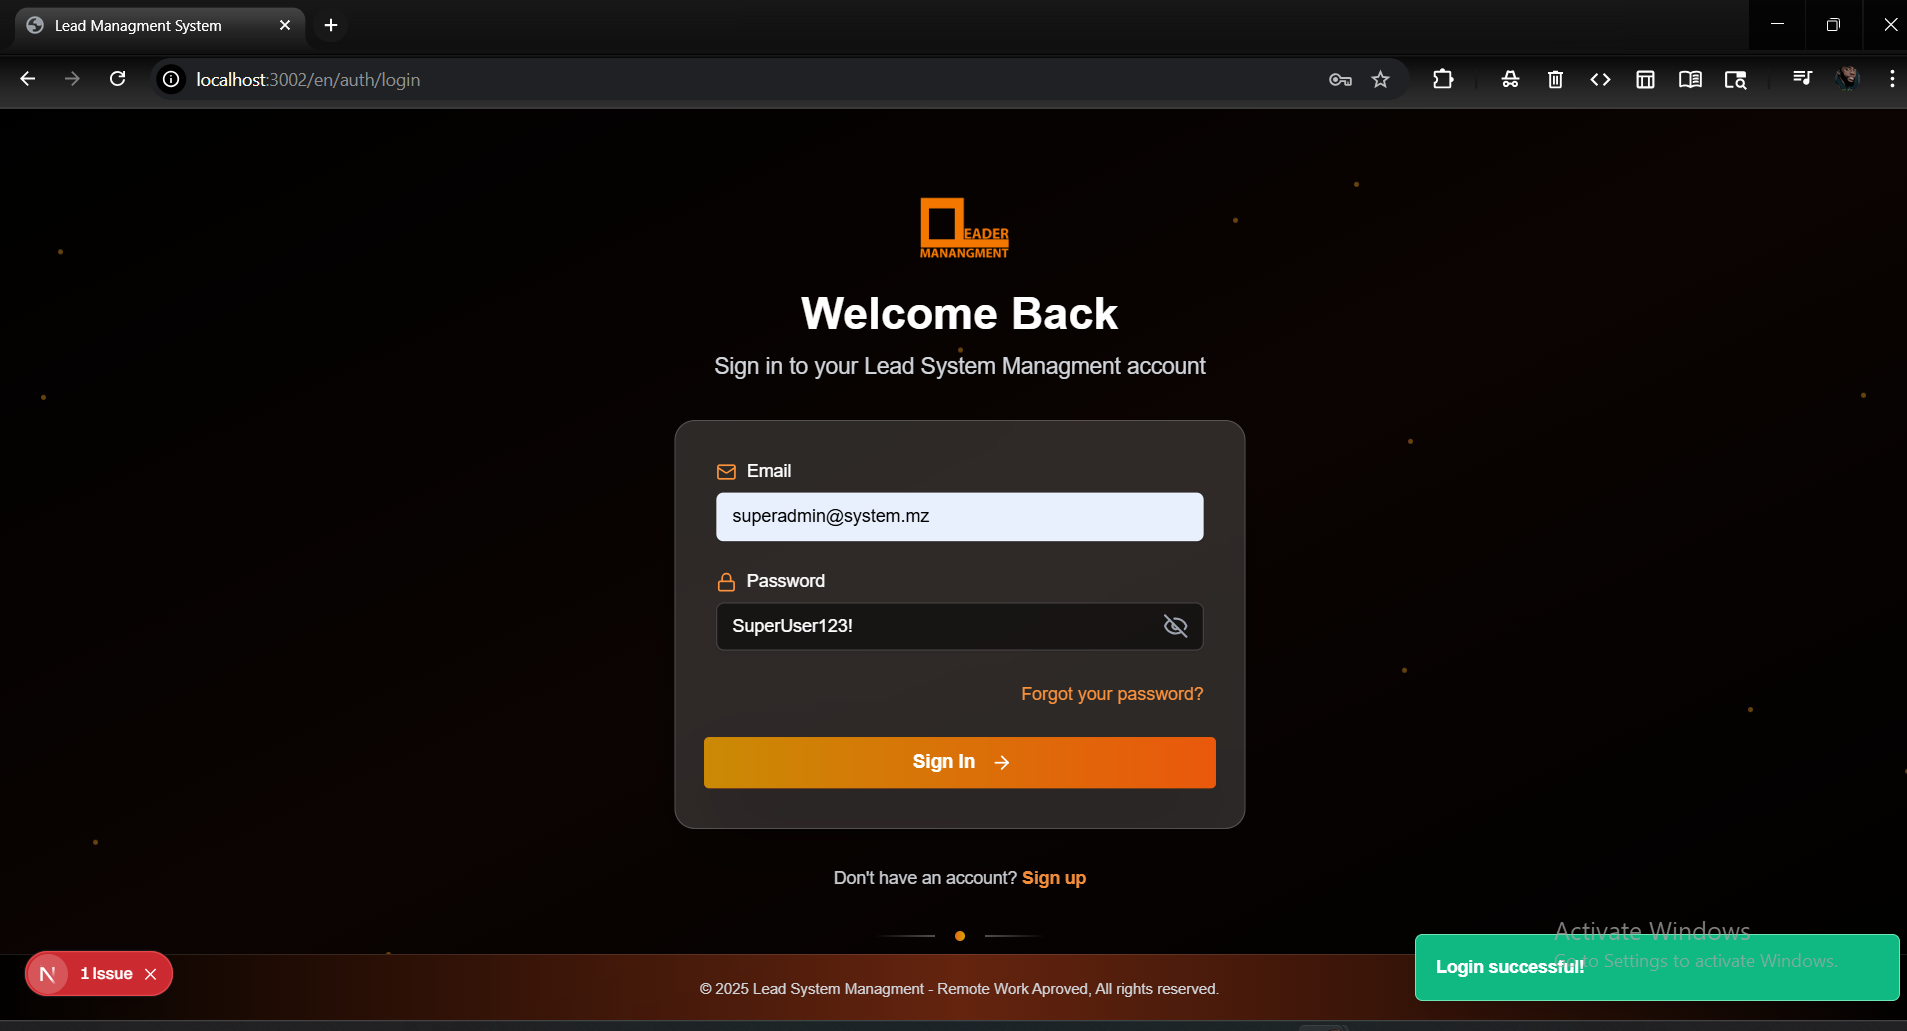 Lead Managment System
localhost:3002/en/auth/login
EADER
MANANGMENT
Welcome Back
Sign in to your Lead System Managment account
Email
superadmin@system.mz
Password
SuperUser123!
Forgot your password?
Sign In
Don't have an account? Sign up
Activate Windows
Go to Settings to activate Windows.
Login successful!
N 1 Issue
© 2025 Lead System Managment - Remote Work Aproved, All rights reserved.